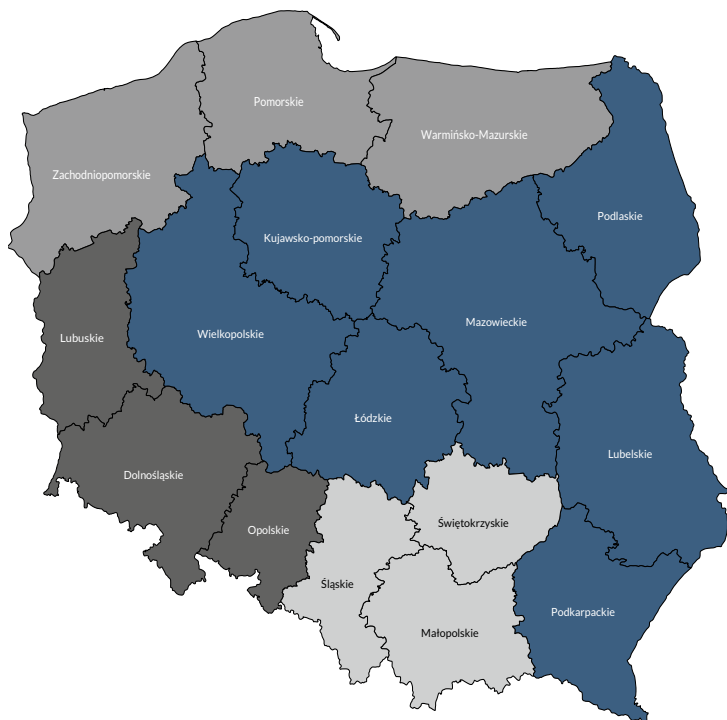 Pomorskie
Warmińsko-Mazurskie
Zachodniopomorskie
Podlaskie
Kujawsko-pomorskie
Mazowieckie
Wielkopolskie
Lubuskie
Łódzkie
Lubelskie
Dolnośląskie
Świętokrzyskie
Opolskie
Śląskie
Podkarpackie
Małopolskie